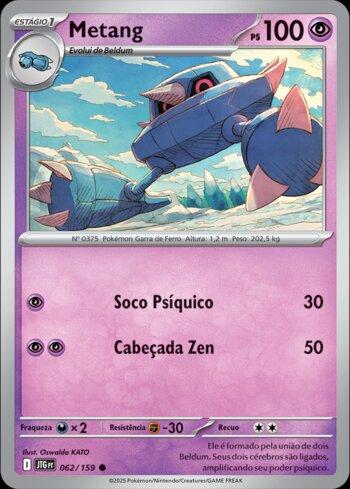 ESTÁGIO 1
Metang
PS 100
Evolui de Beldum
Nº 0375 Pokémon Garra de Ferro Altura: 1,2 m Peso: 202,5 kg
Soco Psíquico 30
Cabeçada Zen 50
Fraqueza ×2 Resistência -30 Recuo
Ilust. Oswaldo KATO
I JTG PT 062/159
Ele é formado pela união de dois
Beldum. Seus dois cérebros são ligados,
amplificando seu poder psíquico.
©2025 Pokémon/Nintendo/Creatures/GAME FREAK